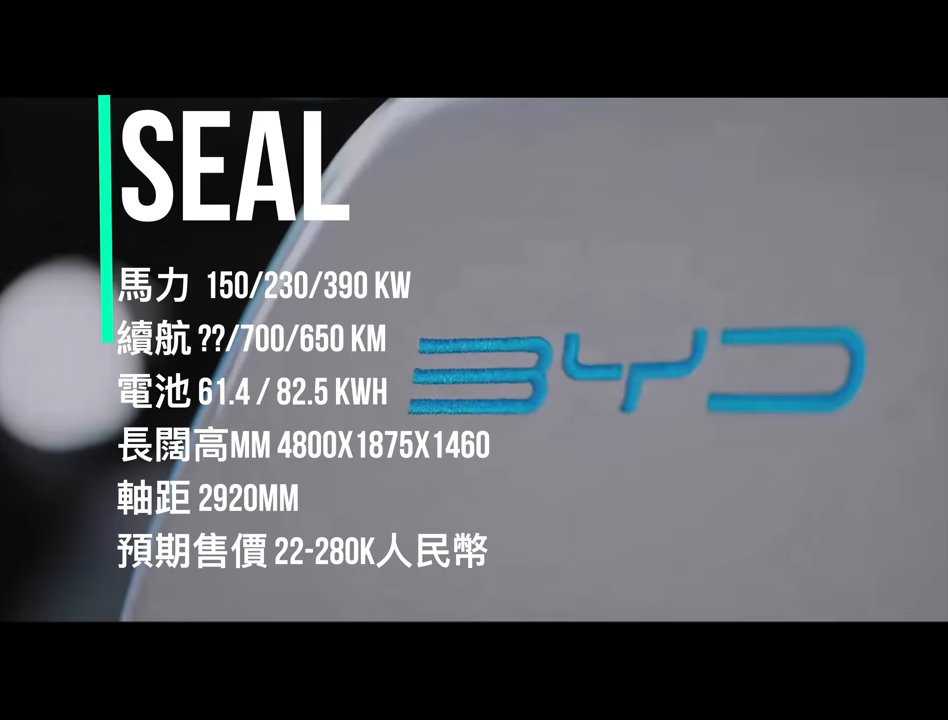 SEAL
馬力 150/230/390 KW
續航 ??/700/650 KM
電池 61.4 / 82.5 KWH
BYD
長闊高MM 4800X1875X1460
軸距 2920MM
預期售價 22-280K人民幣